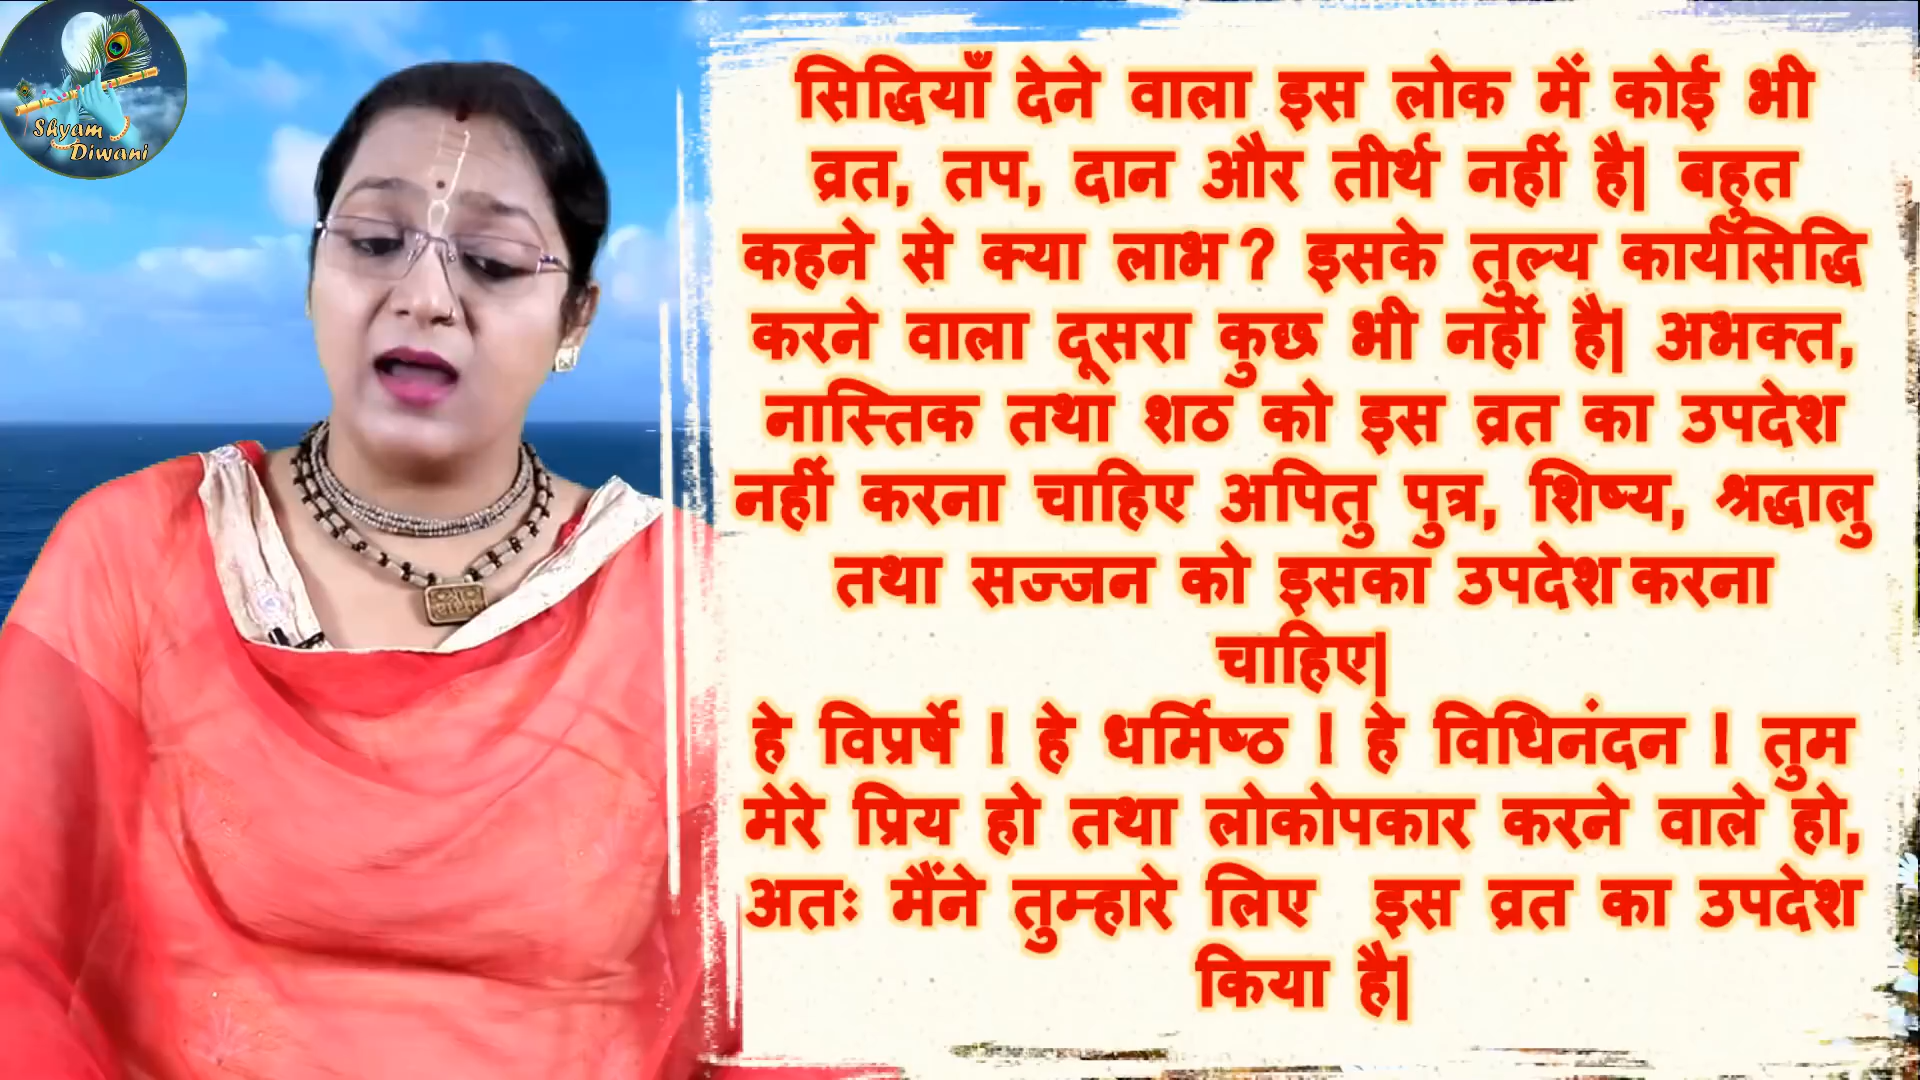 Shyam
Diwani
सिद्धियाँ देने वाला इस लोक में कोई भी
व्रत, तप, दान और तीर्थ नहीं है| बहुत
कहने से क्या लाभ? इसके तुल्य कार्यसिद्धि
करने वाला दूसरा कुछ भी नहीं है| अभक्त,
नास्तिक तथा शठ को इस व्रत का उपदेश
नहीं करना चाहिए अपितु पुत्र, शिष्य, श्रद्धालु
तथा सज्जन को इसका उपदेश करना
चाहिए|
हे विप्रर्षे ! हे धर्मिष्ठ ! हे विधिनंदन ! तुम
मेरे प्रिय हो तथा लोकोपकार करने वाले हो,
अतः मैंने तुम्हारे लिए इस व्रत का उपदेश
किया है|